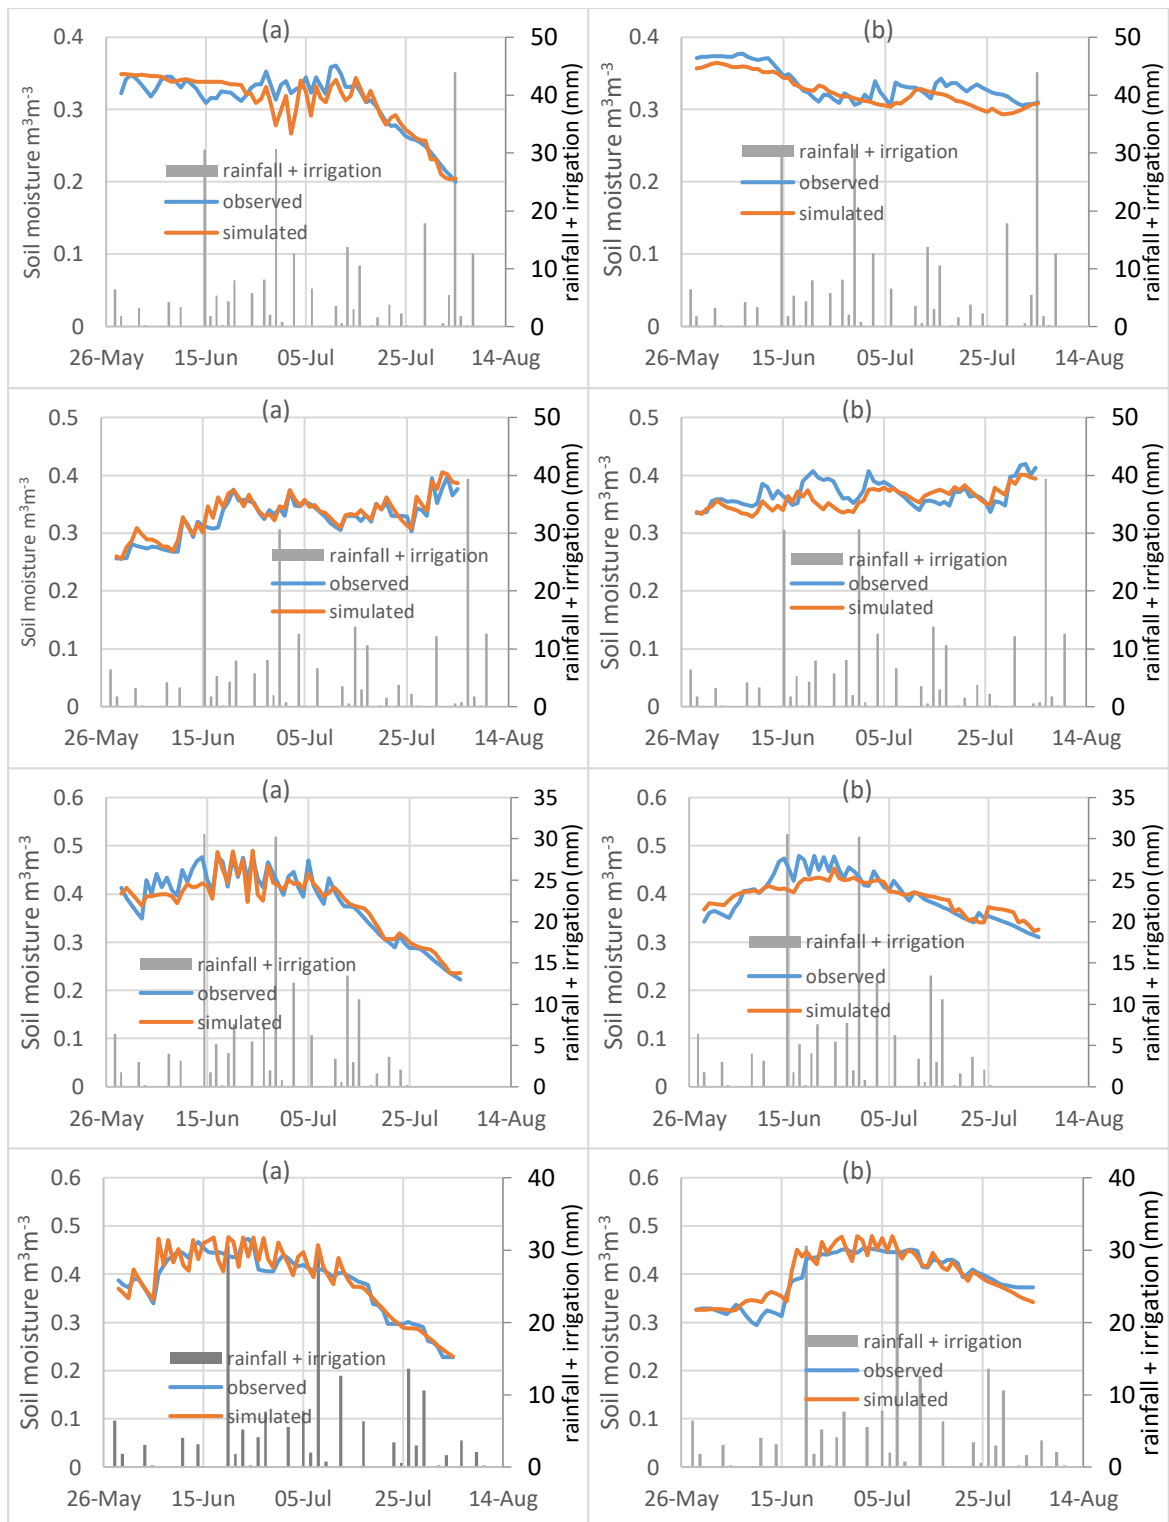 (a)
0.4
0.3
0.2
0.1
0
50
40
30
20
10
0
Soil moisture m³m⁻³
rainfall + irrigation (mm)
rainfall + irrigation
observed
simulated
26-May 15-Jun 05-Jul 25-Jul 14-Aug
(b)
0.4
0.3
0.2
0.1
0
50
40
30
20
10
0
Soil moisture m³m⁻³
rainfall + irrigation (mm)
rainfall + irrigation
observed
simulated
26-May 15-Jun 05-Jul 25-Jul 14-Aug
(a)
0.5
0.4
0.3
0.2
0.1
0
50
40
30
20
10
0
Soil moisture m³m⁻³
rainfall + irrigation (mm)
rainfall + irrigation
observed
simulated
26-May 15-Jun 05-Jul 25-Jul 14-Aug
(b)
0.5
0.4
0.3
0.2
0.1
0
50
40
30
20
10
0
Soil moisture m³m⁻³
rainfall + irrigation (mm)
rainfall + irrigation
observed
simulated
26-May 15-Jun 05-Jul 25-Jul 14-Aug
(a)
0.6
0.5
0.4
0.3
0.2
0.1
0
35
30
25
20
15
10
5
0
Soil moisture m³m⁻³
rainfall + irrigation (mm)
rainfall + irrigation
observed
simulated
26-May 15-Jun 05-Jul 25-Jul 14-Aug
(b)
0.6
0.5
0.4
0.3
0.2
0.1
0
35
30
25
20
15
10
5
0
Soil moisture m³m⁻³
rainfall + irrigation (mm)
rainfall + irrigation
observed
simulated
26-May 15-Jun 05-Jul 25-Jul 14-Aug
(a)
0.6
0.5
0.4
0.3
0.2
0.1
0
40
30
20
10
0
Soil moisture m³m⁻³
rainfall + irrigation (mm)
rainfall + irrigation
observed
simulated
26-May 15-Jun 05-Jul 25-Jul 14-Aug
(b)
0.6
0.5
0.4
0.3
0.2
0.1
0
40
30
20
10
0
Soil moisture m³m⁻³
rainfall + irrigation (mm)
rainfall + irrigation
observed
simulated
26-May 15-Jun 05-Jul 25-Jul 14-Aug